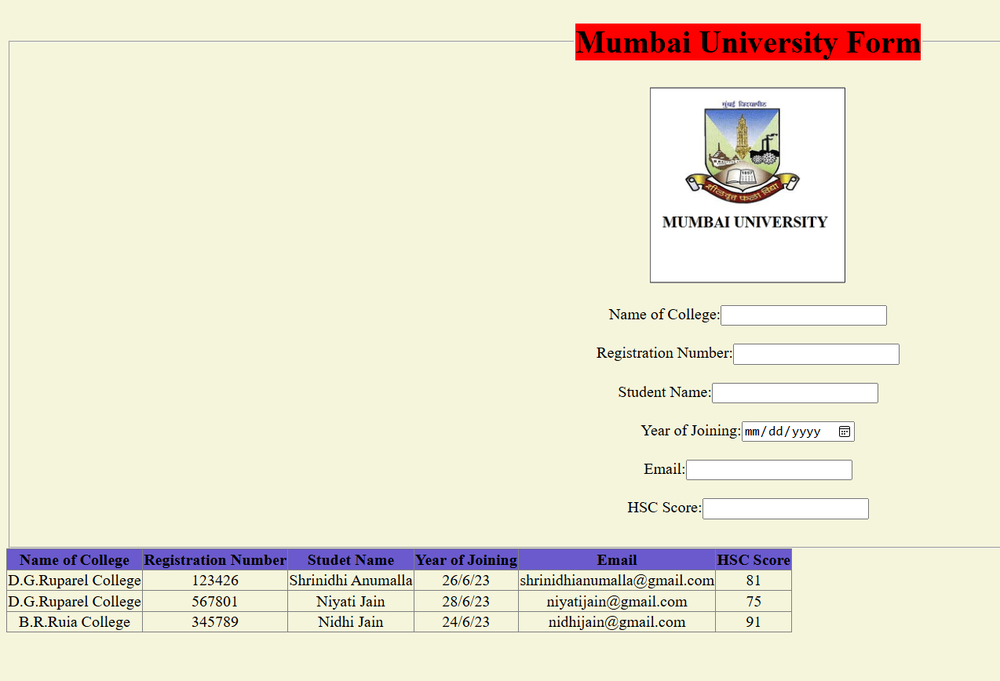 Mumbai University Form
मुंबई विद्यापीठ
1857
शीलवृत्त फला विद्या
MUMBAI UNIVERSITY
Name of College:
Registration Number:
Student Name:
Year of Joining: mm/dd/yyyy
Email:
HSC Score:
Name of College Registration Number Studet Name Year of Joining Email HSC Score
D.G.Ruparel College 123426 Shrinidhi Anumalla 26/6/23 shrinidhianumalla@gmail.com 81
D.G.Ruparel College 567801 Niyati Jain 28/6/23 niyatijain@gmail.com 75
B.R.Ruia College 345789 Nidhi Jain 24/6/23 nidhijain@gmail.com 91